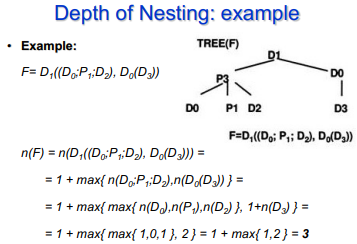 Depth of Nesting: example
• Example:
F= D₁((D₀;P₁;D₂), D₀(D₃))
TREE(F)
D1
P3
D0
D0 P1 D2
D3
F=D₁((D₀; P₁; D₂), D₀(D₃))
n(F) = n(D₁((D₀;P₁;D₂), D₀(D₃))) =
= 1 + max{ n(D₀;P₁;D₂),n(D₀(D₃)) } =
= 1 + max{ max{ n(D₀),n(P₁),n(D₂) }, 1+n(D₃) } =
= 1 + max{ max{ 1,0,1 }, 2 } = 1 + max{ 1,2 } = 3